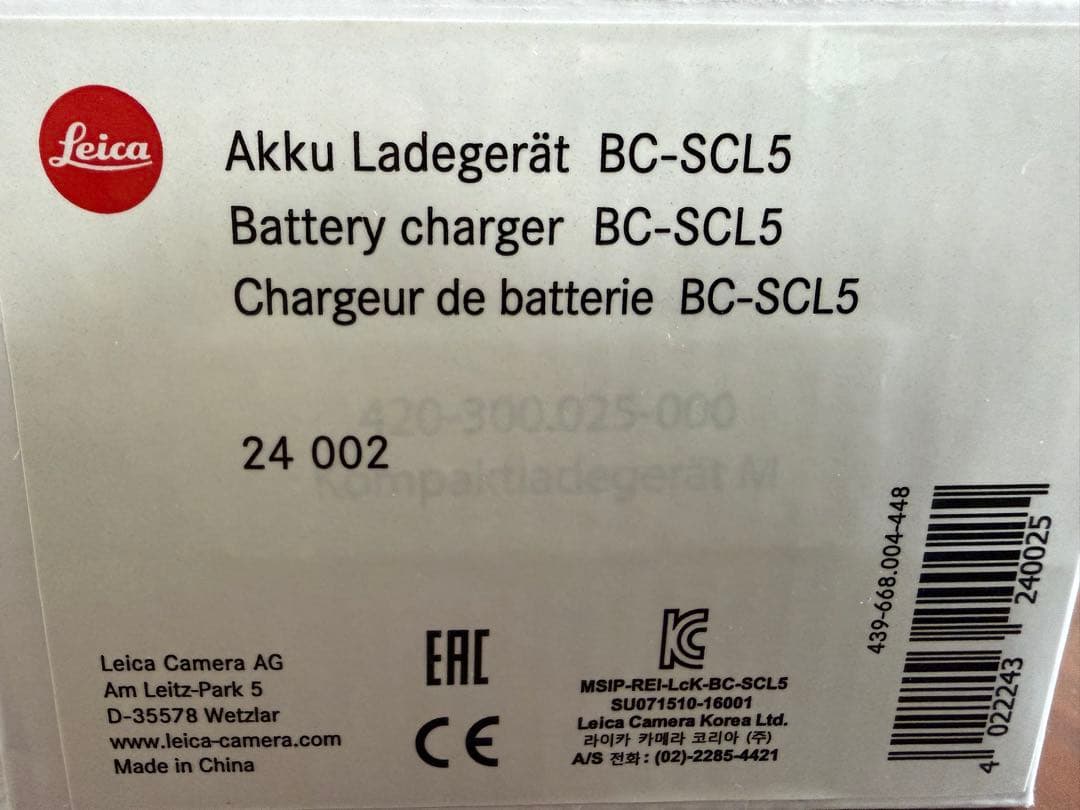 Leica
Akku Ladegerät BC-SCL5
Battery charger BC-SCL5
Chargeur de batterie BC-SCL5
420-300.025-000
24 002
Kompaktladegerät M
439-668.004-448
4 022243 240025
Leica Camera AG
Am Leitz-Park 5
D-35578 Wetzlar
www.leica-camera.com
Made in China
EAC
CE
KC
MSIP-REI-LcK-BC-SCL5
SU071510-16001
Leica Camera Korea Ltd.
라이카 카메라 코리아 (주)
A/S 전화 : (02)-2285-4421